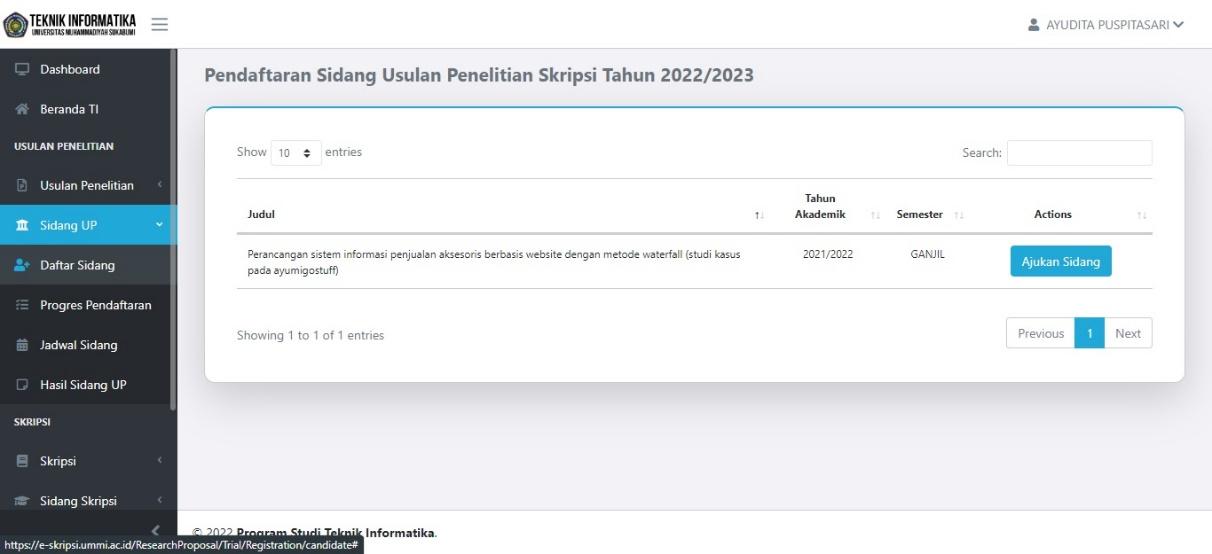 TEKNIK INFORMATIKA
UNIVERSITAS MUHAMMADIYAH SUKABUMI
AYUDITA PUSPITASARI
Dashboard
Beranda TI
USULAN PENELITIAN
Usulan Penelitian
Sidang UP
Daftar Sidang
Progres Pendaftaran
Jadwal Sidang
Hasil Sidang UP
SKRIPSI
Skripsi
Sidang Skripsi
Pendaftaran Sidang Usulan Penelitian Skripsi Tahun 2022/2023
Show 10 entries
Search:
Judul
Tahun
Akademik
Semester
Actions
Perancangan sistem informasi penjualan aksesoris berbasis website dengan metode waterfall (studi kasus
pada ayumigostuff)
2021/2022
GANJIL
Ajukan Sidang
Showing 1 to 1 of 1 entries
Previous 1 Next
© 2022 Program Studi Teknik Informatika.
https://e-skripsi.ummi.ac.id/ResearchProposal/Trial/Registration/candidate#